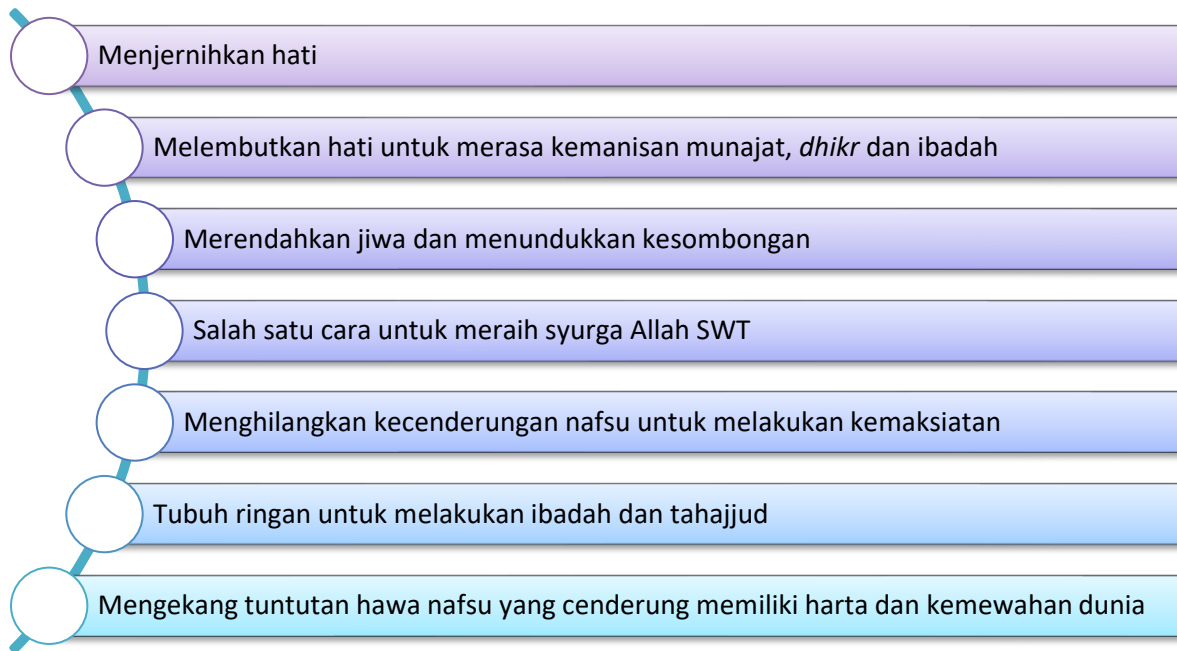 Menjernihkan hati
Melembutkan hati untuk merasa kemanisan munajat, dhikr dan ibadah
Merendahkan jiwa dan menundukkan kesombongan
Salah satu cara untuk meraih syurga Allah SWT
Menghilangkan kecenderungan nafsu untuk melakukan kemaksiatan
Tubuh ringan untuk melakukan ibadah dan tahajjud
Mengekang tuntutan hawa nafsu yang cenderung memiliki harta dan kemewahan dunia